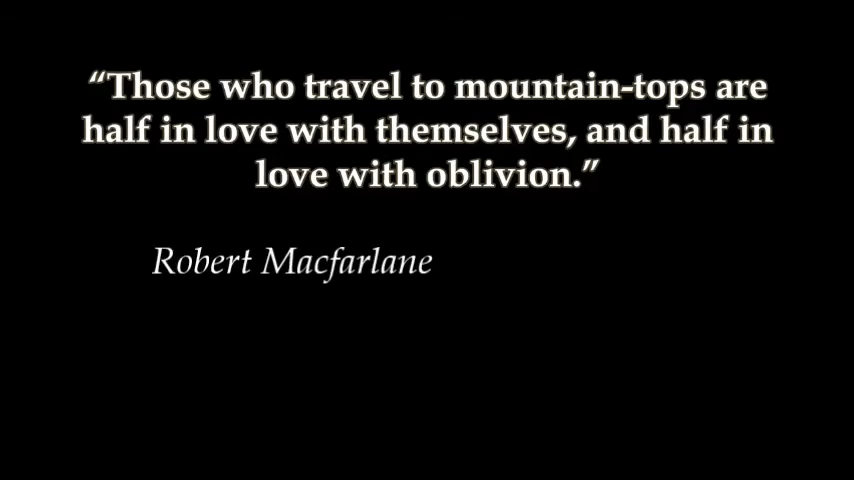 “Those who travel to mountain-tops are
half in love with themselves, and half in
love with oblivion.”
Robert Macfarlane